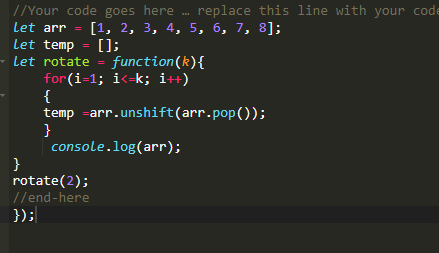 //Your code goes here … replace this line with your code
let arr = [1, 2, 3, 4, 5, 6, 7, 8];
let temp = [];
let rotate = function(k){
for(i=1; i<=k; i++)
{
temp =arr.unshift(arr.pop());
}
console.log(arr);
}
rotate(2);
//end-here
});